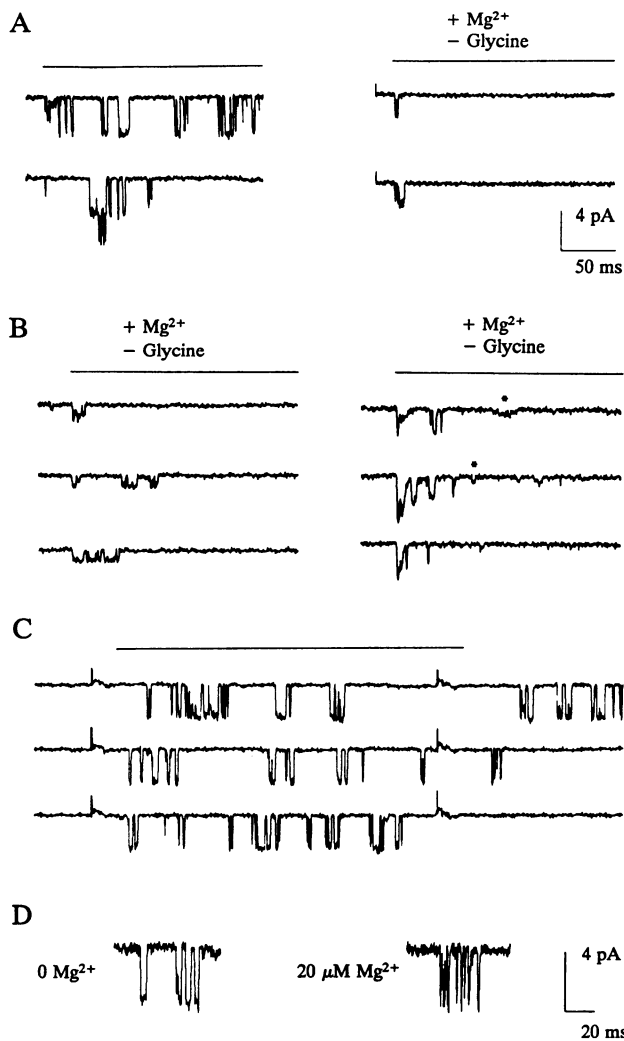 A
+ Mg²⁺
− Glycine
4 pA
50 ms
B
+ Mg²⁺
− Glycine
+ Mg²⁺
− Glycine
*
*
C
D
0 Mg²⁺
20 µM Mg²⁺
4 pA
20 ms